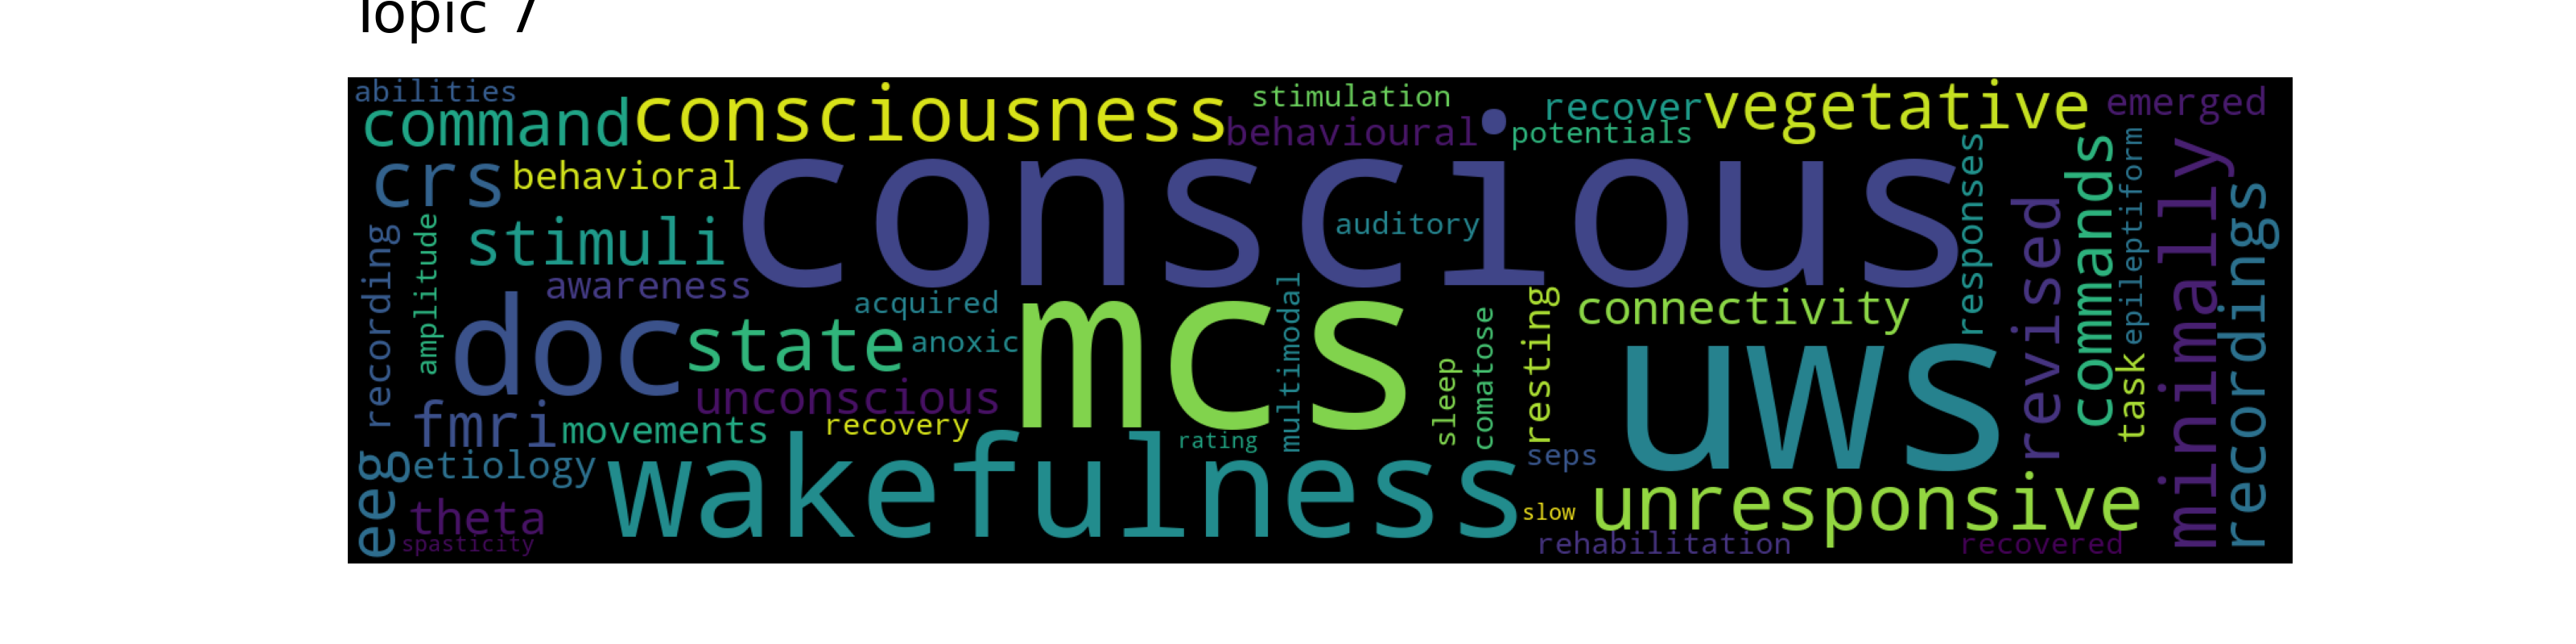 Topic 7
abilities
command consciousness stimulation recover vegetative emerged
behavioural potentials
crs behavioral conscious
stimuli auditory
awareness
recording amplitude
responses revised commands epileptiform minimally recordings
doc state acquired mcs multimodal connectivity
anoxic
unconscious
sleep comatose resting uws task
fmri movements recovery rating
eeg etiology wakefulness seps
theta slow unresponsive
spasticity rehabilitation recovered